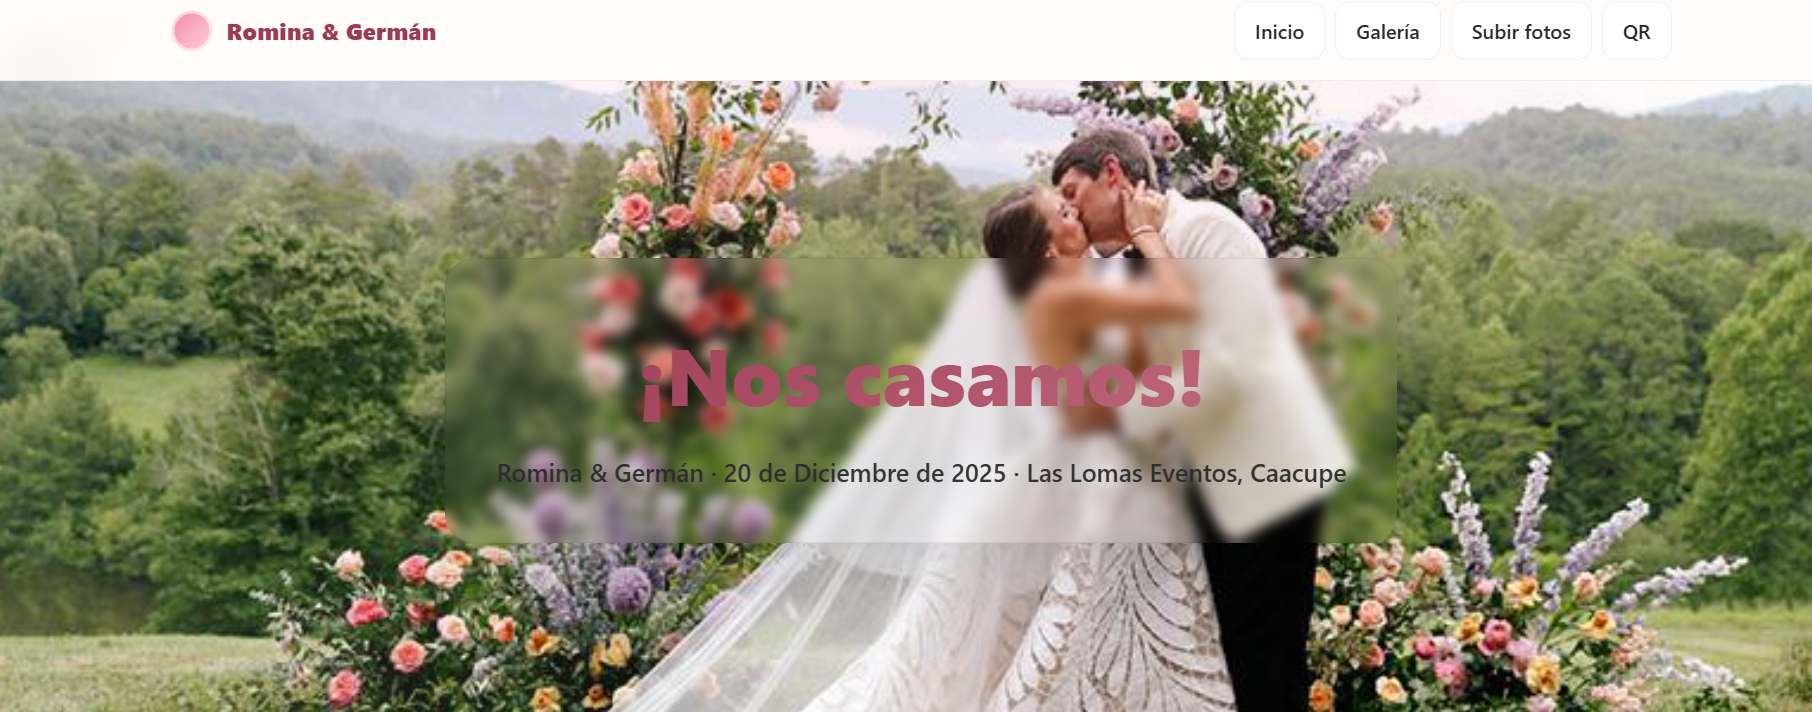 Romina & Germán
Inicio
Galería
Subir fotos
QR
¡Nos casamos!
Romina & Germán · 20 de Diciembre de 2025 · Las Lomas Eventos, Caacupe